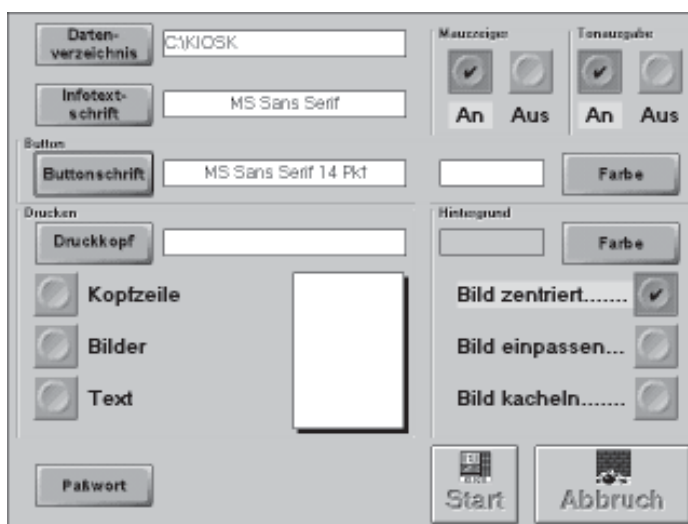 Daten-
verzeichnis
C:\KIOSK
Mauszeiger
Tonausgabe
Infotext-
schrift
MS Sans Serif
An Aus
An Aus
Button
Buttonschrift
MS Sans Serif 14 Pkt
Farbe
Drucken
Druckkopf
Hintergrund
Farbe
Kopfzeile
Bilder
Text
Bild zentriert.......
Bild einpassen...
Bild kacheln.......
Paßwort
Start
Abbruch